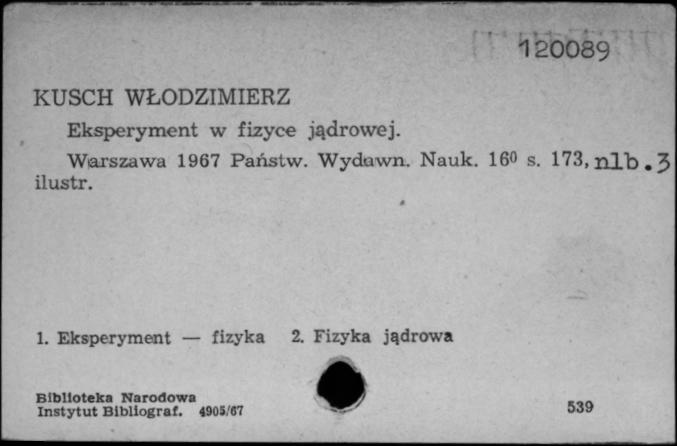 120089
KUSCH WŁODZIMIERZ
Eksperyment w fizyce jądrowej.
Warszawa 1967 Państw. Wydawn. Nauk. 16⁰ s. 173, nlb. 3
ilustr.
1. Eksperyment — fizyka 2. Fizyka jądrowa
Biblioteka Narodowa
Instytut Bibliograf. 4905/67
539